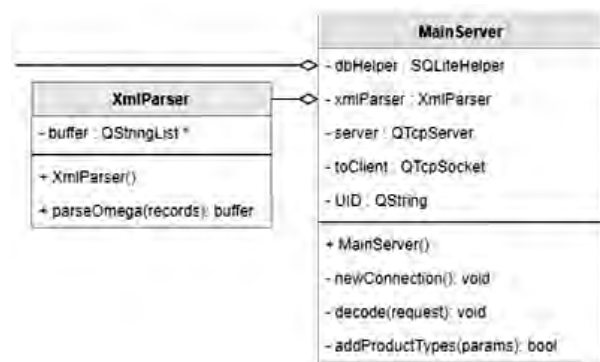 MainServer
- dbHelper : SQLiteHelper
- xmlParser : XmlParser
- server : QTcpServer
- toClient : QTcpSocket
- UID : QString
+ MainServer()
- newConnection(): void
- decode(request): void
- addProductTypes(params): bool
XmlParser
- buffer : QStringList *
+ XmlParser()
+ parseOmega(records): buffer